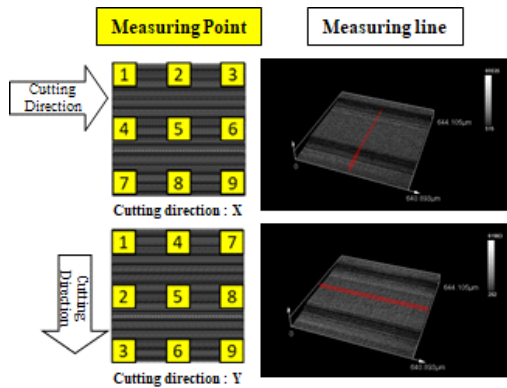 Measuring Point
Measuring line
Cutting
Direction
1 2 3
4 5 6
7 8 9
Cutting direction : X
644.105μm
0
640.693μm
Cutting
Direction
1 4 7
2 5 8
3 6 9
Cutting direction : Y
644.105μm
0
640.693μm